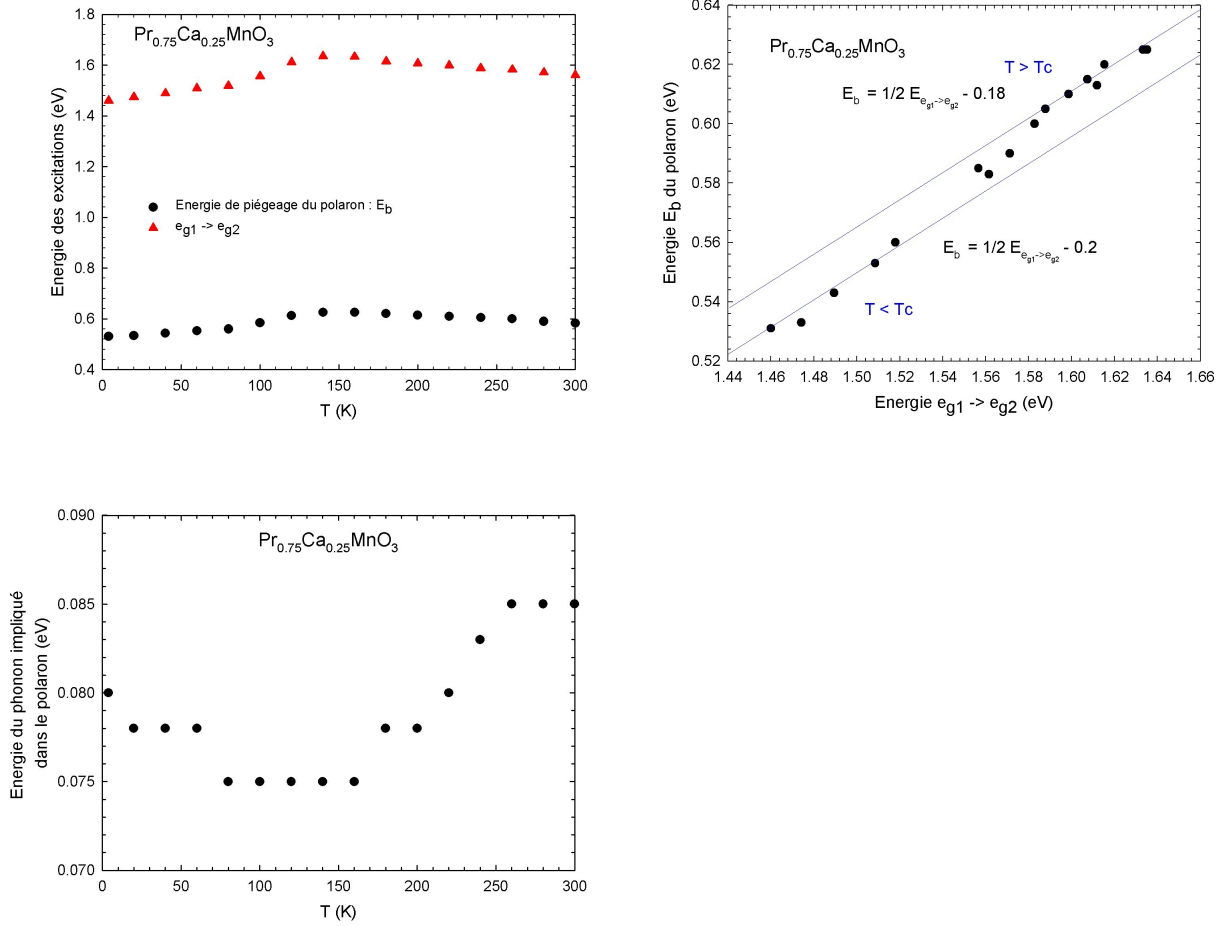 Pr0.75Ca0.25MnO3
1.8
1.6
1.4
1.2
1.0
0.8
0.6
0.4
Energie des excitations (eV)
Energie de piégeage du polaron : Eb
eg1 -> eg2
0 50 100 150 200 250 300
T (K)
Pr0.75Ca0.25MnO3
0.64
0.62
0.60
0.58
0.56
0.54
0.52
Energie Eb du polaron (eV)
T > Tc
Eb = 1/2 Eeg1->eg2 - 0.18
Eb = 1/2 Eeg1->eg2 - 0.2
T < Tc
1.44 1.46 1.48 1.50 1.52 1.54 1.56 1.58 1.60 1.62 1.64 1.66
Energie eg1 -> eg2 (eV)
Pr0.75Ca0.25MnO3
0.090
0.085
0.080
0.075
0.070
Energie du phonon impliqué
dans le polaron (eV)
0 50 100 150 200 250 300
T (K)